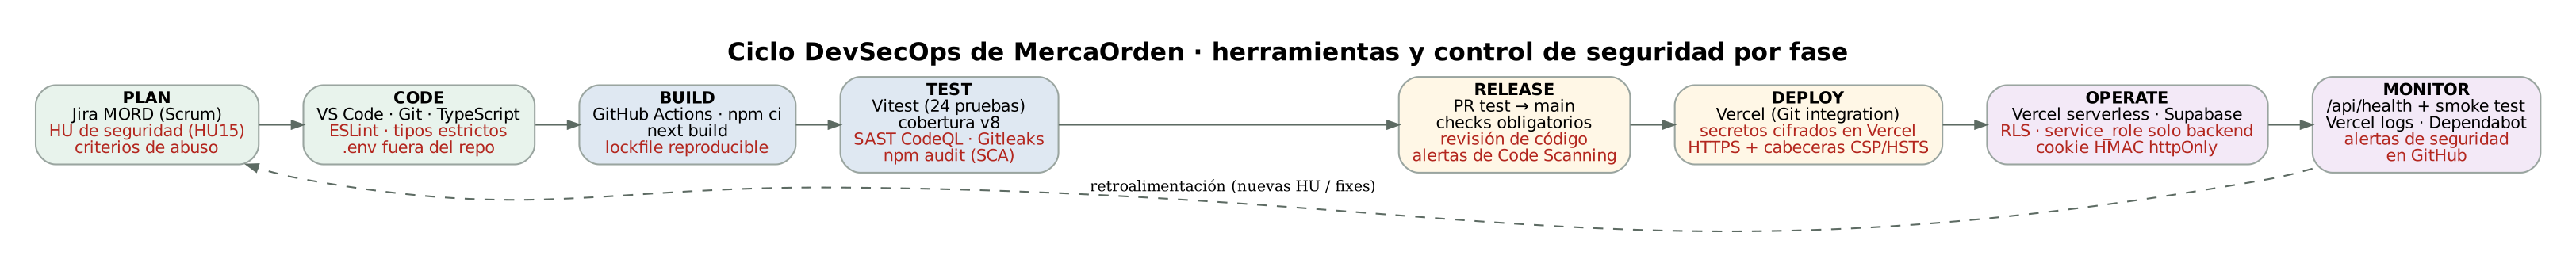 Ciclo DevSecOps de MercaOrden · herramientas y control de seguridad por fase
PLAN
Jira MORD (Scrum)
HU de seguridad (HU15)
criterios de abuso
CODE
VS Code · Git · TypeScript
ESLint · tipos estrictos
.env fuera del repo
BUILD
GitHub Actions · npm ci
next build
lockfile reproducible
TEST
Vitest (24 pruebas)
cobertura v8
SAST CodeQL · Gitleaks
npm audit (SCA)
RELEASE
PR test → main
checks obligatorios
revisión de código
alertas de Code Scanning
DEPLOY
Vercel (Git integration)
secretos cifrados en Vercel
HTTPS + cabeceras CSP/HSTS
OPERATE
Vercel serverless · Supabase
RLS · service_role solo backend
cookie HMAC httpOnly
MONITOR
/api/health + smoke test
Vercel logs · Dependabot
alertas de seguridad
en GitHub
retroalimentación (nuevas HU / fixes)